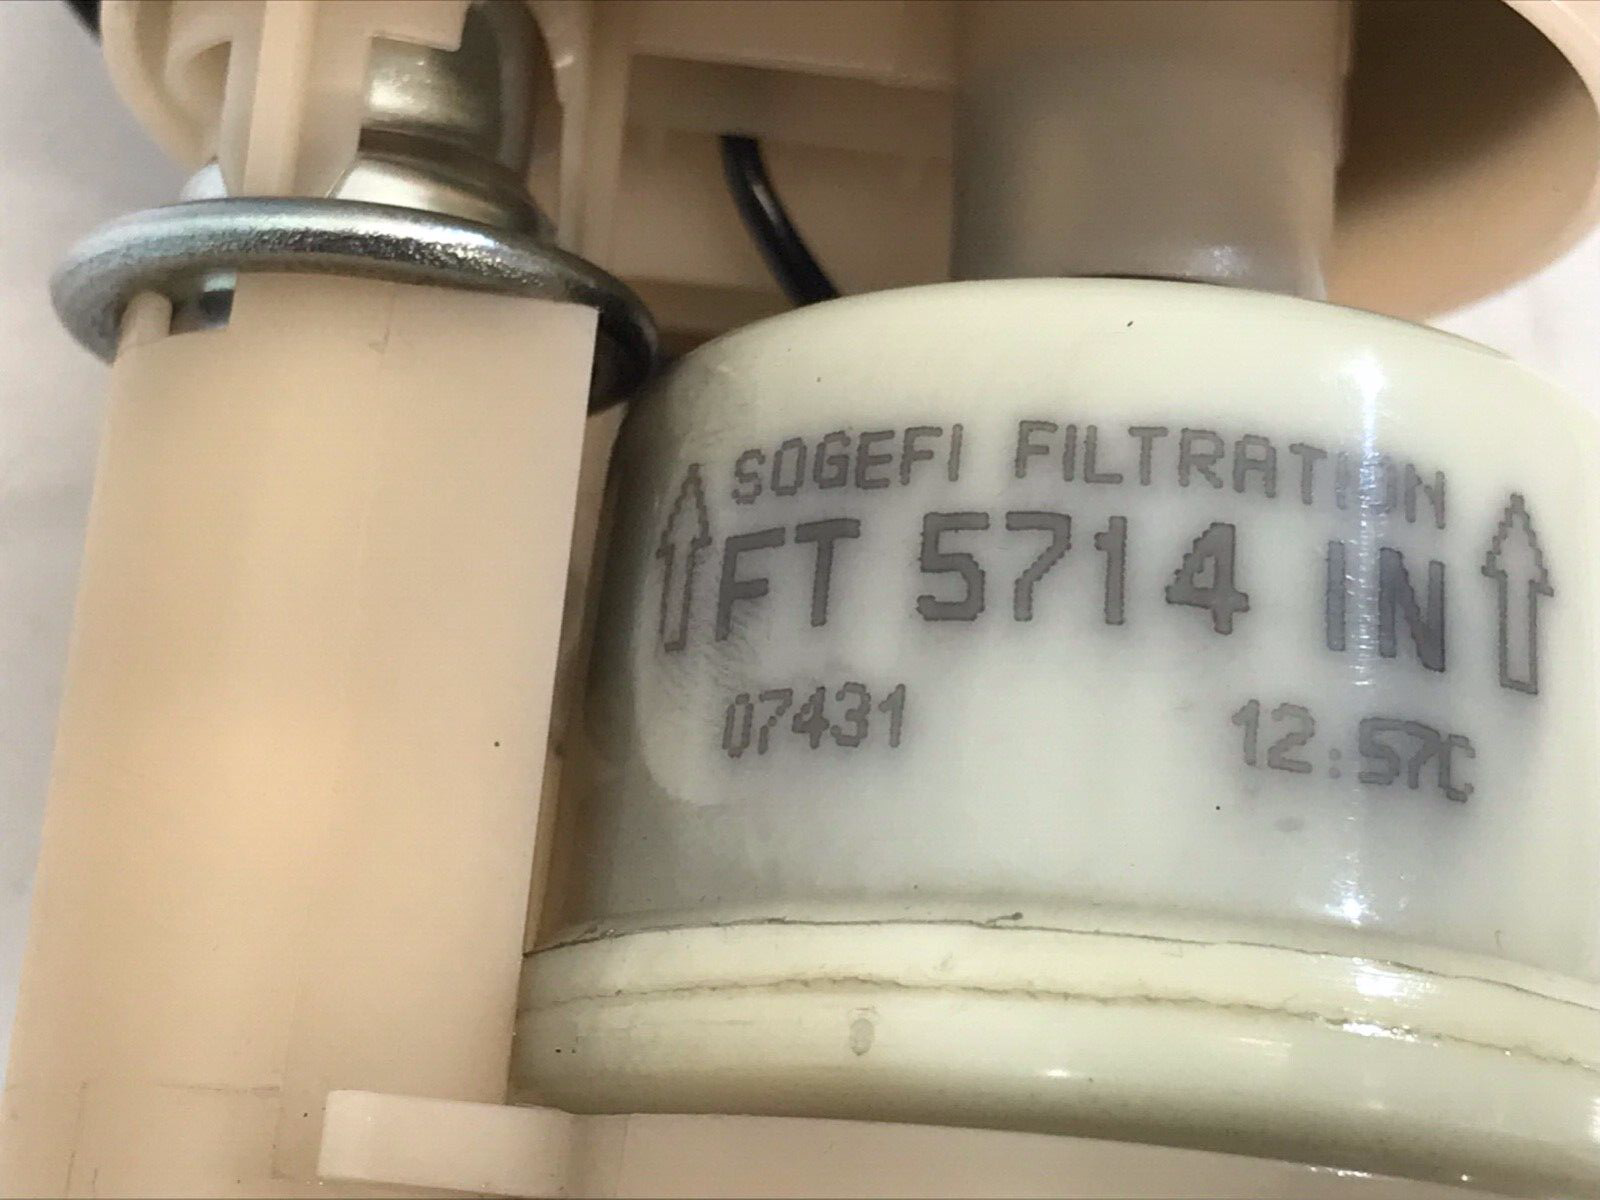 SOGEFI FILTRATION
FT 5714 IN
07431 12:57C